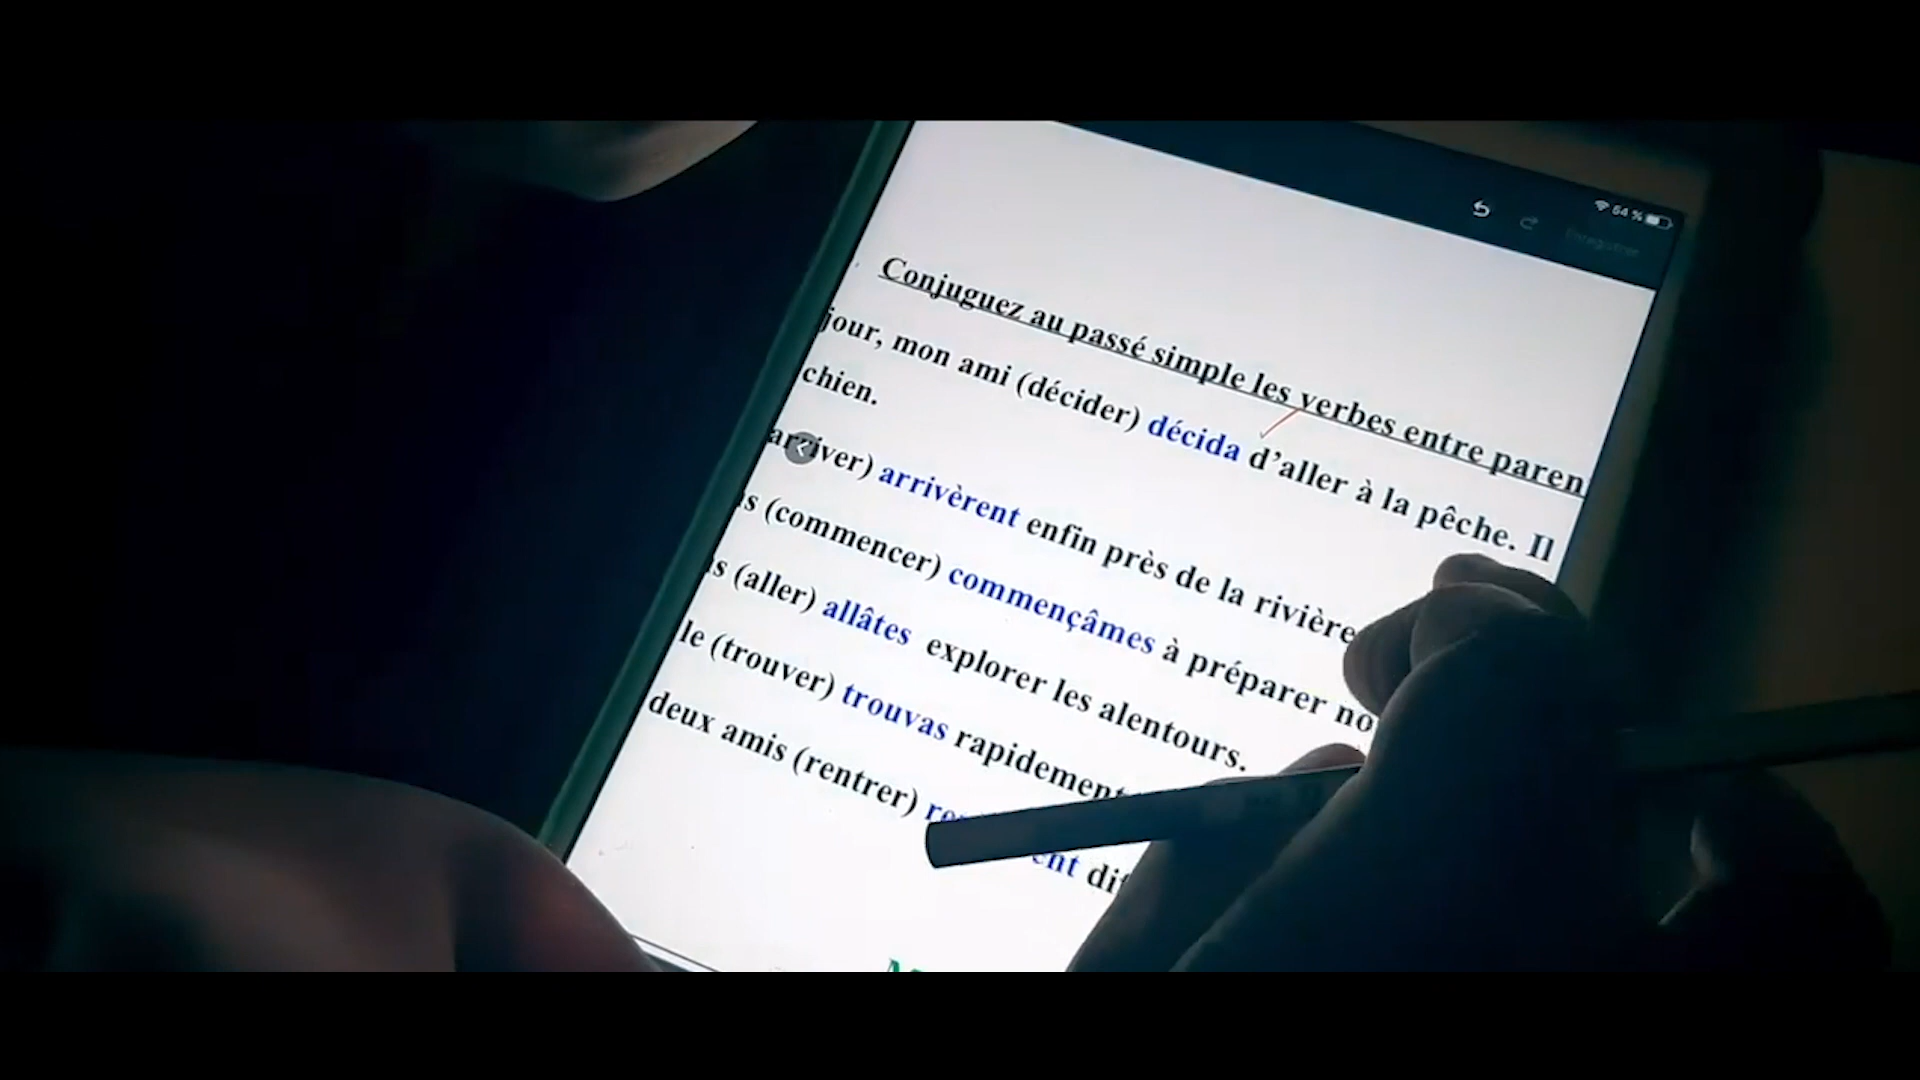 54 %
Enregistrer
Conjuguez au passé simple les verbes entre paren
jour, mon ami (décider) décida d'aller à la pêche. Il
chien.
arriver) arrivèrent enfin près de la rivière
s (commencer) commençâmes à préparer no
s (aller) allâtes explorer les alentours.
le (trouver) trouvas rapidement
deux amis (rentrer)